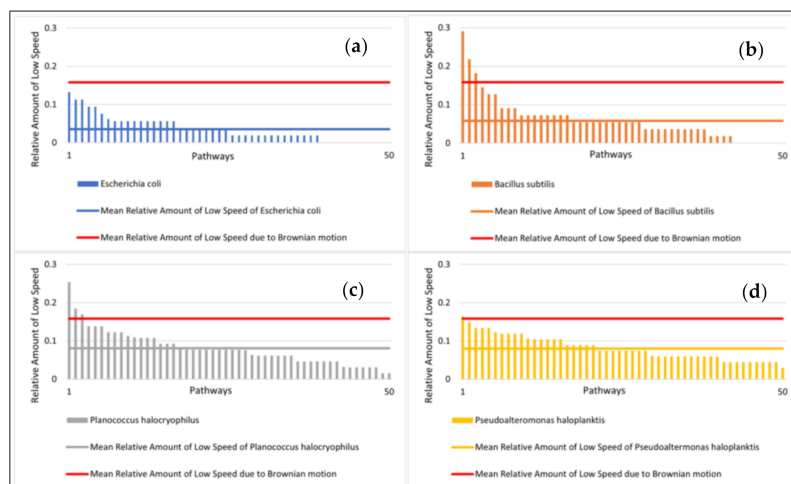 (a)
Relative Amount of Low Speed
0.3
0.2
0.1
0
1
Pathways
50
Escherichia coli
Mean Relative Amount of Low Speed of Escherichia coli
Mean Relative Amount of Low Speed due to Brownian motion
(b)
Relative Amount of Low Speed
0.3
0.2
0.1
0
1
Pathways
50
Bacillus subtilis
Mean Relative Amount of Low Speed of Bacillus subtilis
Mean Relative Amount of Low Speed due to Brownian motion
(c)
Relative Amount of Low Speed
0.3
0.2
0.1
0
1
Pathways
50
Planococcus halocryophilus
Mean Relative Amount of Low Speed of Planococcus halocryophilus
Mean Relative Amount of Low Speed due to Brownian motion
(d)
Relative Amount of Low Speed
0.3
0.2
0.1
0
1
Pathways
50
Pseudoalteromonas haloplanktis
Mean Relative Amount of Low Speed of Pseudoaltermonas haloplanktis
Mean Relative Amount of Low Speed due to Brownian motion